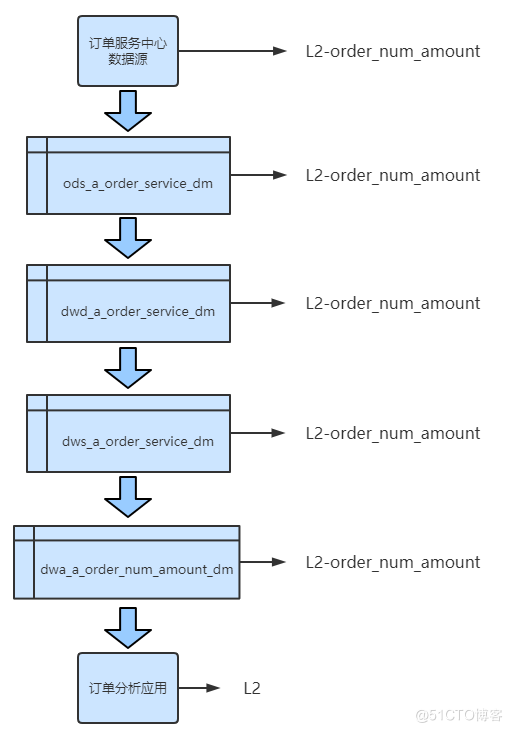 订单服务中心
数据源
L2-order_num_amount
ods_a_order_service_dm
L2-order_num_amount
dwd_a_order_service_dm
L2-order_num_amount
dws_a_order_service_dm
L2-order_num_amount
dwa_a_order_num_amount_dm
L2-order_num_amount
订单分析应用
L2
@51CTO博客